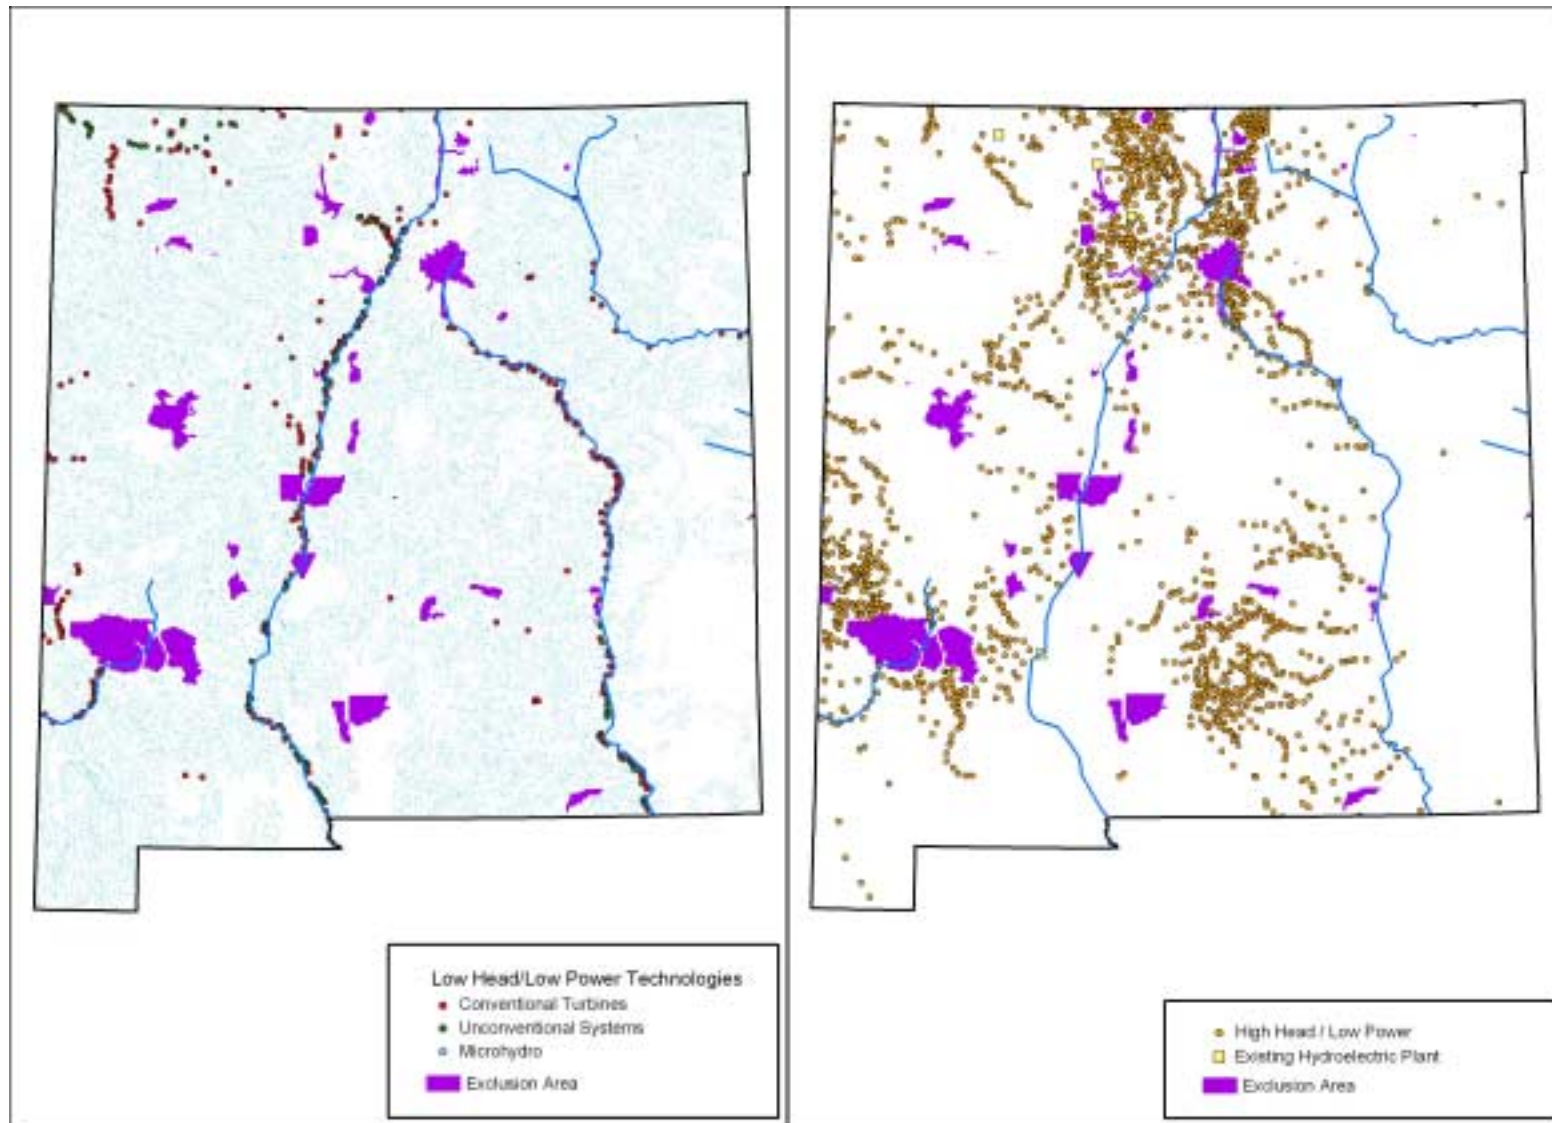 Low Head/Low Power Technologies
Conventional Turbines
Unconventional Systems
Microhydro
Exclusion Area
High Head / Low Power
Existing Hydroelectric Plant
Exclusion Area